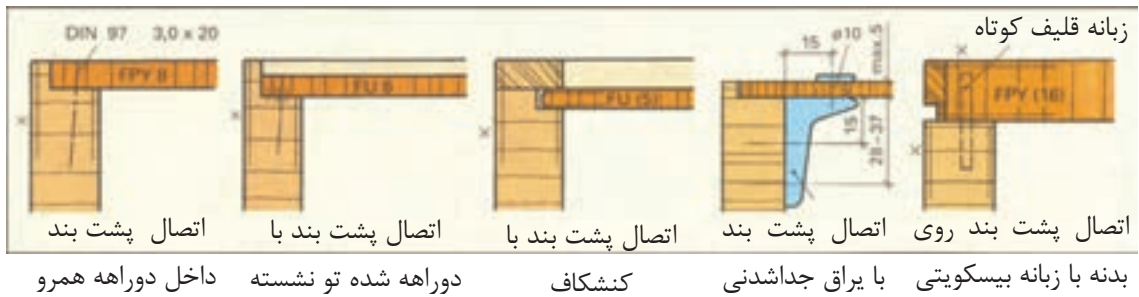 زبانه قلیف کوتاه
DIN 97 3,0 x 20
FPY 8
FU 6
FU (5)
15
ø10
max.5
15
28-37
FPY (16)
x
x
x
x
x
اتصال پشت بند روی
بدنه با زبانه بیسکویتی
اتصال پشت بند
با یراق جداشدنی
اتصال پشت بند با
کنشکاف
اتصال پشت بند با
دوراهه شده تو نشسته
اتصال پشت بند
داخل دوراهه همرو